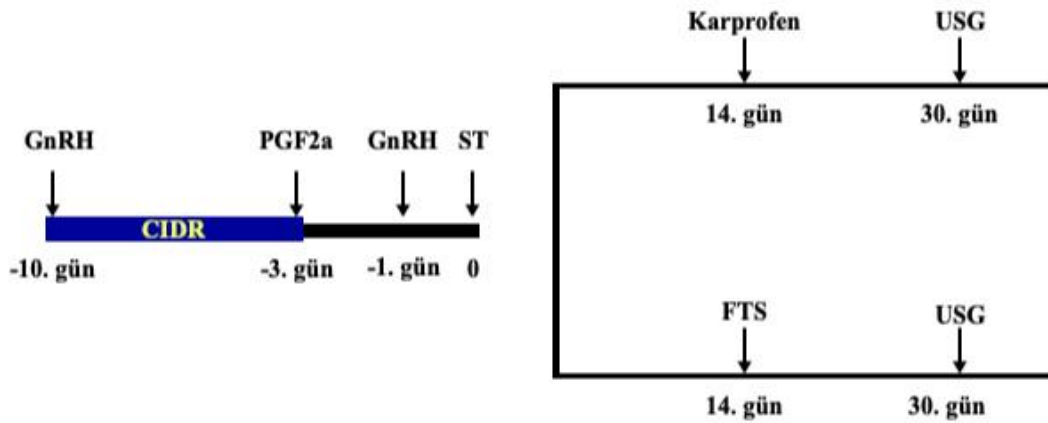 Karprofen USG
14. gün 30. gün
GnRH PGF2a GnRH ST
CIDR
-10. gün -3. gün -1. gün 0
FTS USG
14. gün 30. gün